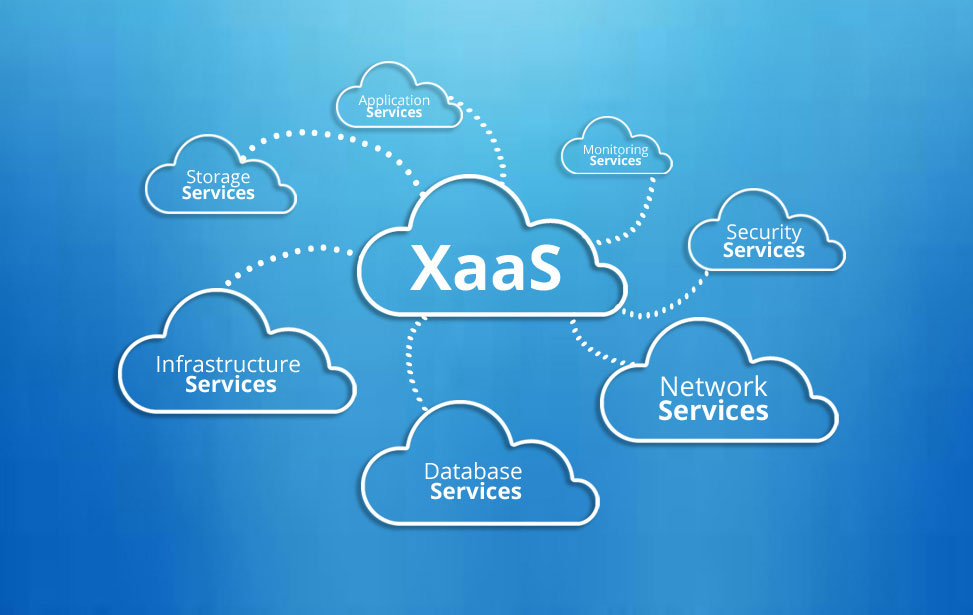 Application
Services
Monitoring
Services
Storage
Services
Security
Services
XaaS
Infrastructure
Services
Network
Services
Database
Services